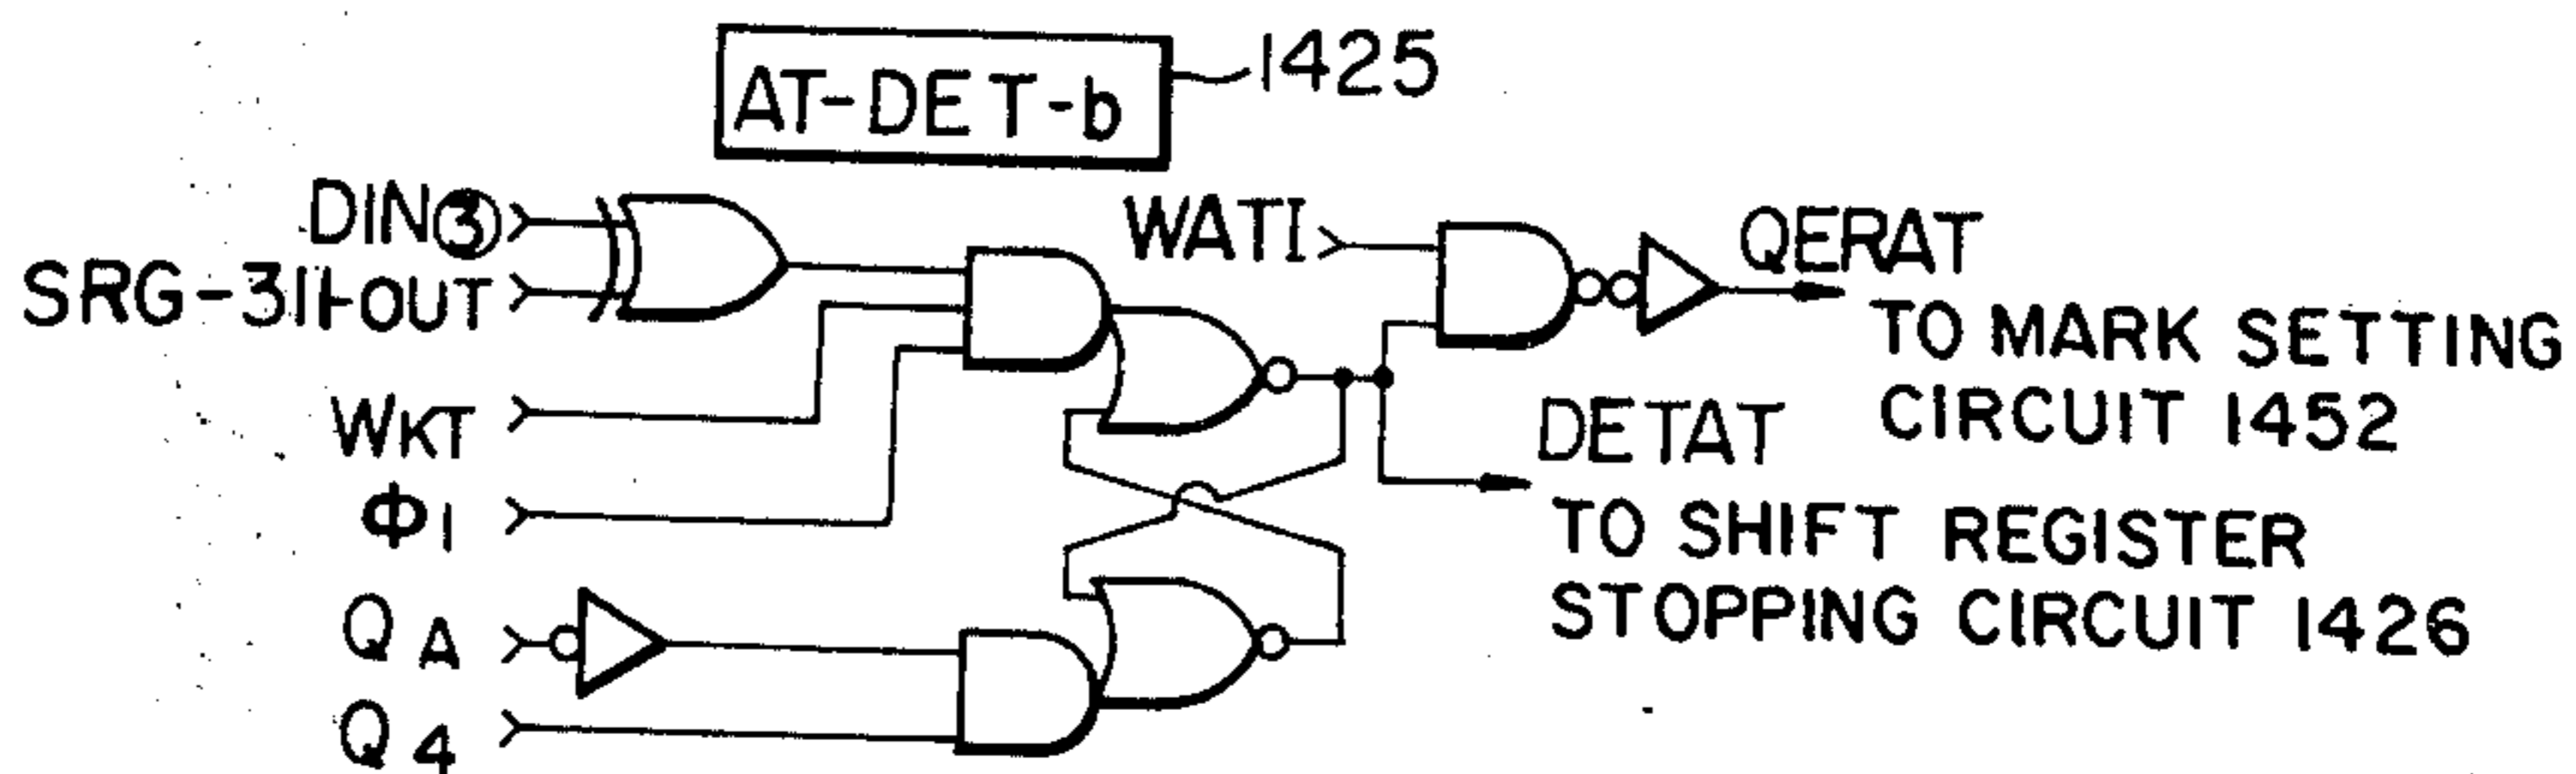 AT-DET-b
1425
DIN③
SRG-311-OUT
WKT
Φ1
QA
Q4
WATI
QERAT
TO MARK SETTING
CIRCUIT 1452
DETAT
TO SHIFT REGISTER
STOPPING CIRCUIT 1426